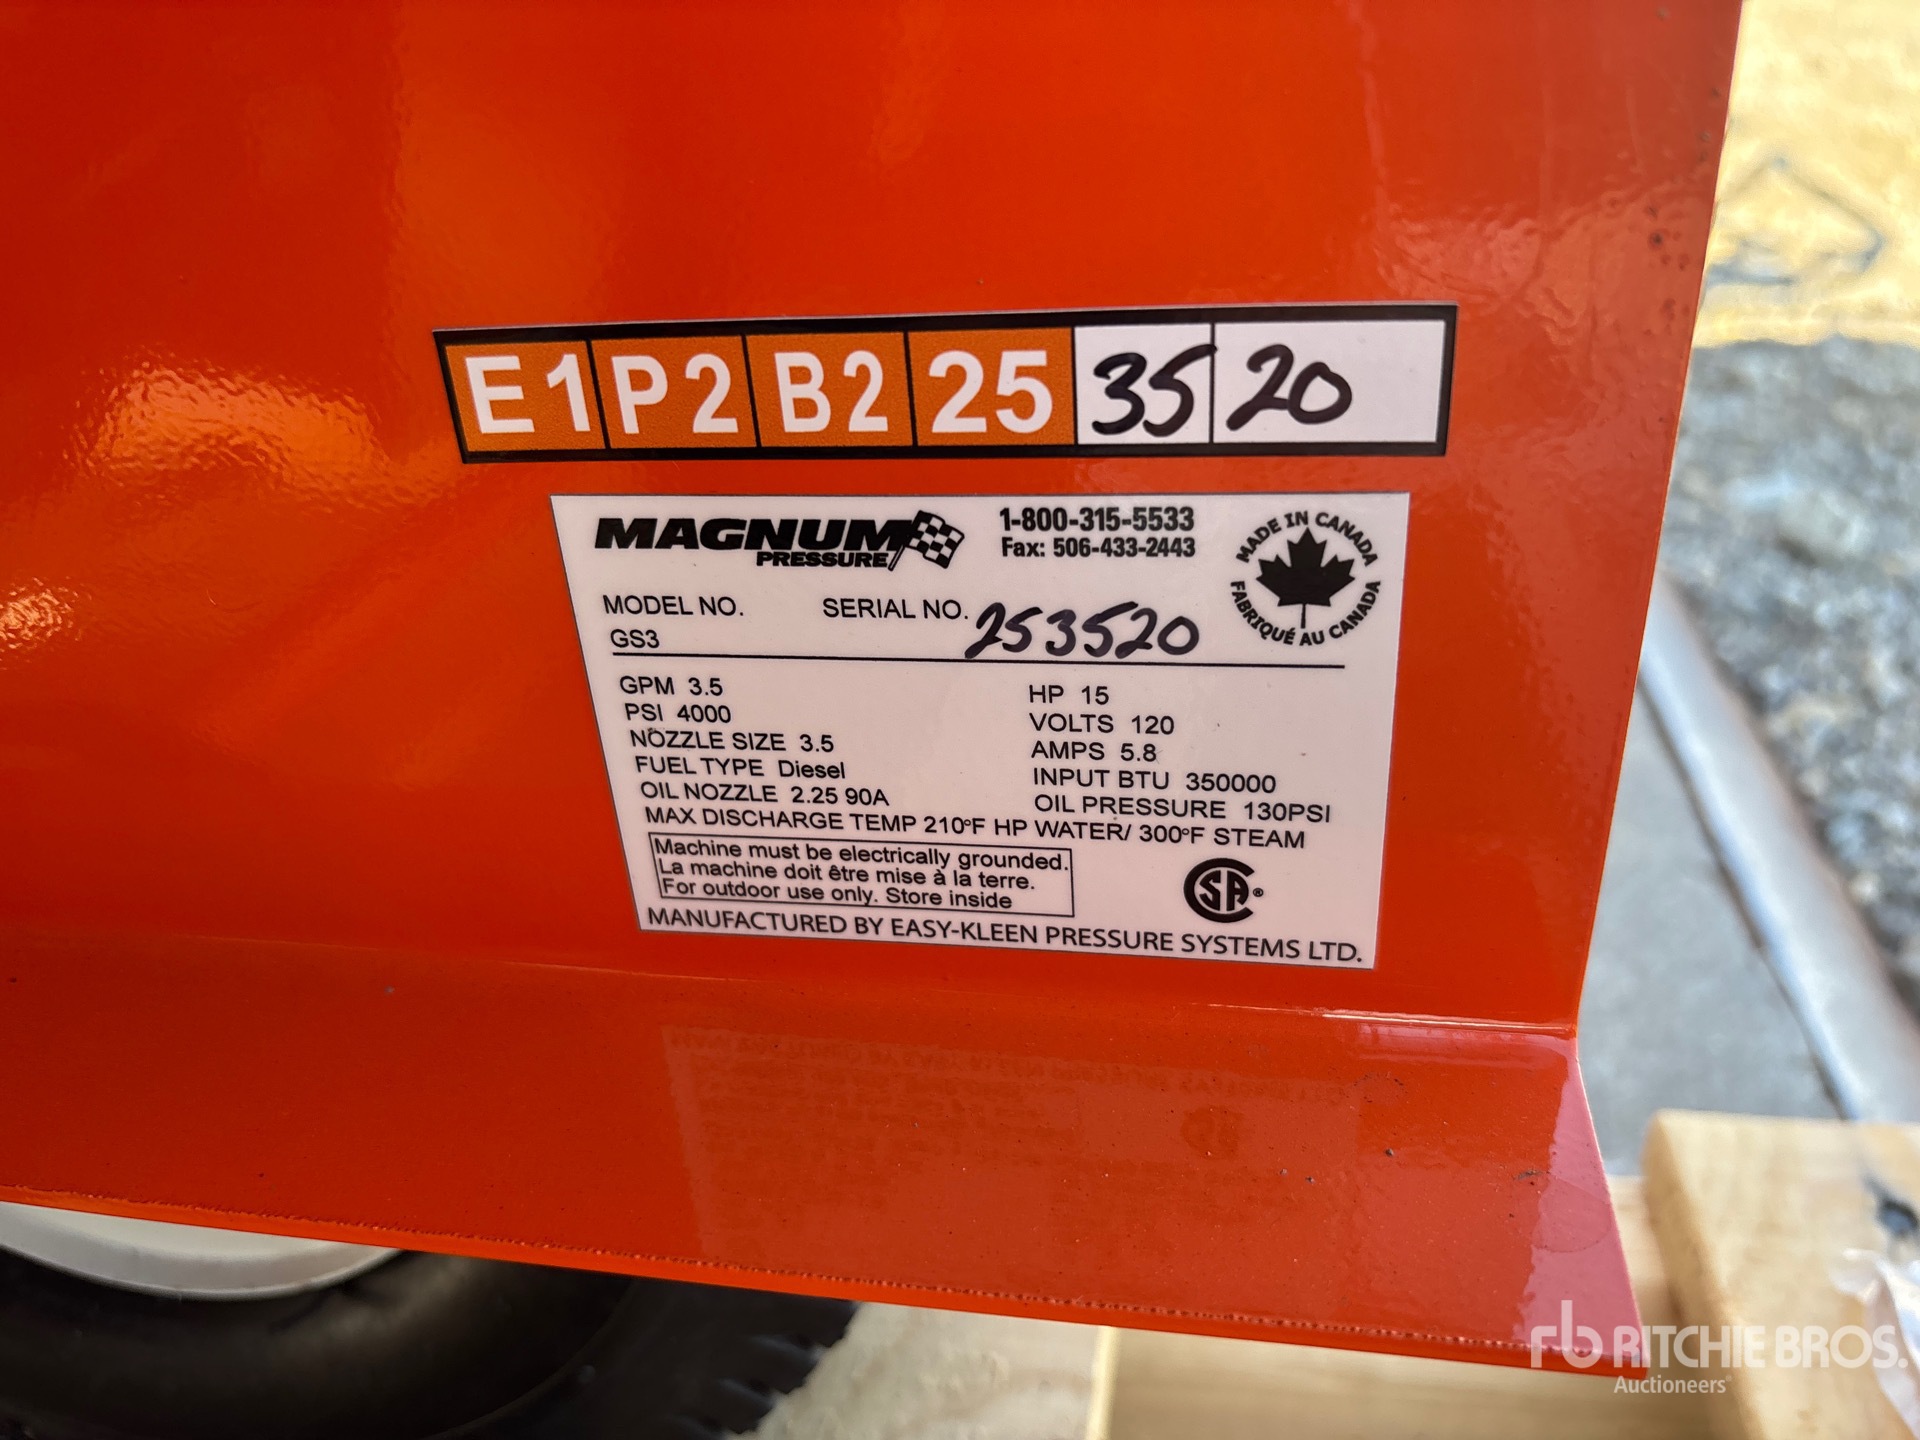 E1 P2 B2 25 35 20
MAGNUM
PRESSURE
1-800-315-5533
Fax: 506-433-2443
MADE IN CANADA
FABRIQUÉ AU CANADA
MODEL NO. SERIAL NO. 253520
GS3
GPM 3.5 HP 15
PSI 4000 VOLTS 120
NOZZLE SIZE 3.5 AMPS 5.8
FUEL TYPE Diesel INPUT BTU 350000
OIL NOZZLE 2.25 90A OIL PRESSURE 130PSI
MAX DISCHARGE TEMP 210°F HP WATER/ 300°F STEAM
Machine must be electrically grounded.
La machine doit être mise à la terre.
For outdoor use only. Store inside
CSA®
MANUFACTURED BY EASY-KLEEN PRESSURE SYSTEMS LTD.
rb RITCHIE BROS.
Auctioneers®